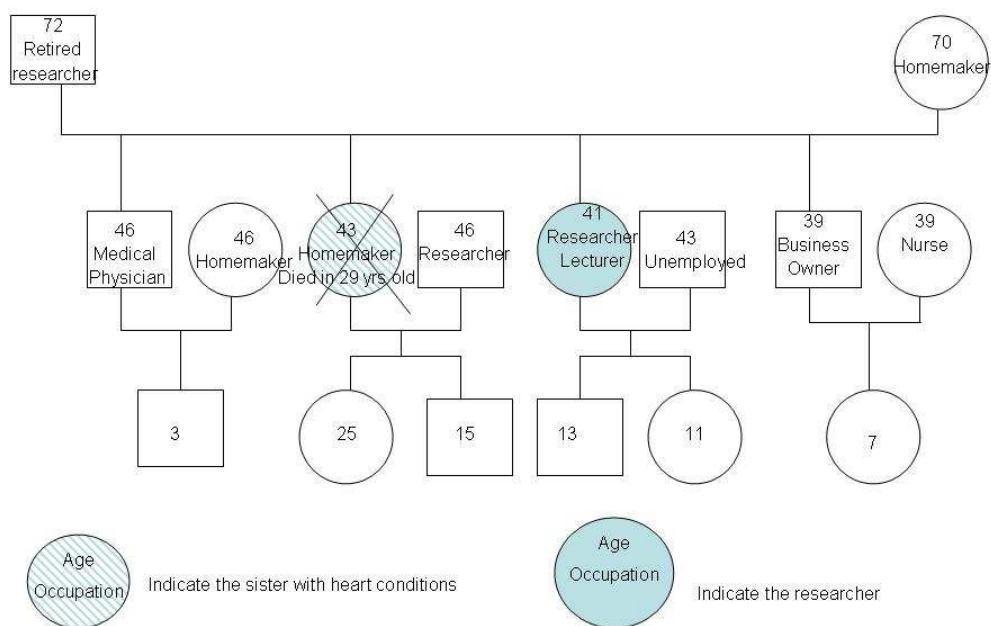 72
Retired
researcher
70
Homemaker
46
Medical
Physician
46
Homemaker
43
Homemaker
Died in 29 yrs old
46
Researcher
41
Researcher
Lecturer
43
Unemployed
39
Business
Owner
39
Nurse
3
25
15
13
11
7
Age
Occupation
Indicate the sister with heart conditions
Age
Occupation
Indicate the researcher